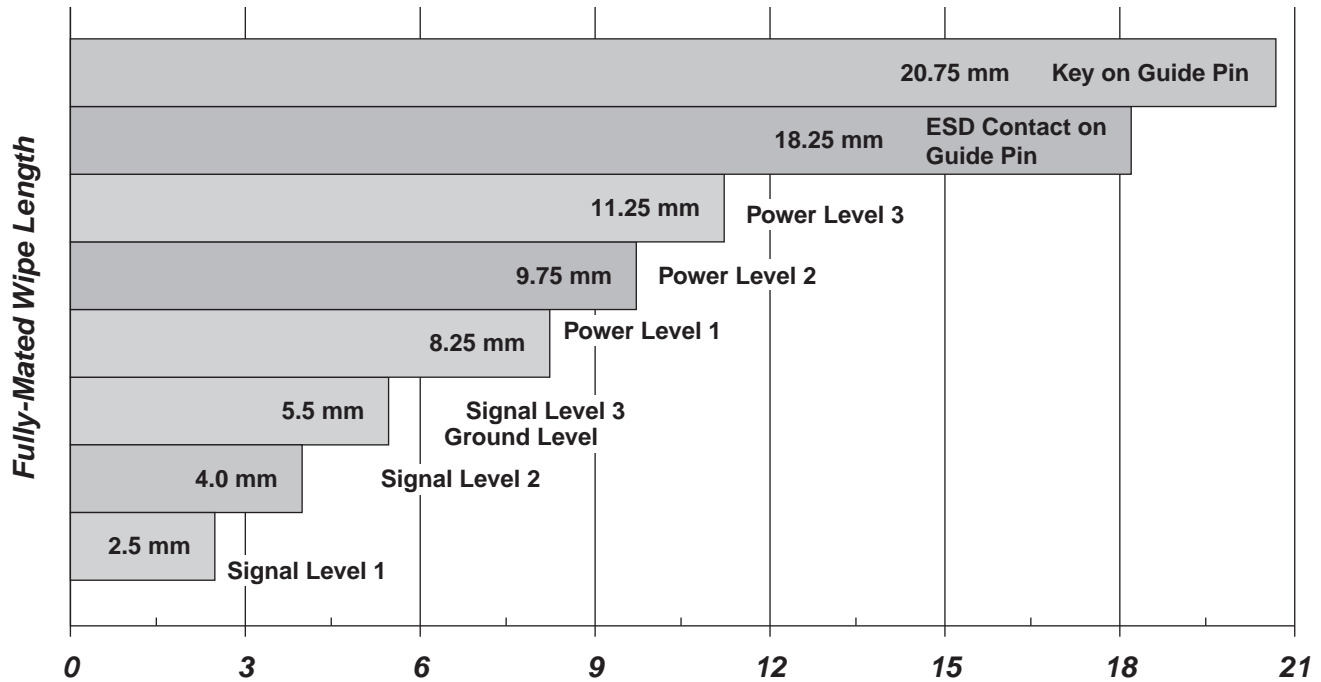 Fully-Mated Wipe Length
20.75 mm Key on Guide Pin
18.25 mm ESD Contact on
Guide Pin
11.25 mm Power Level 3
9.75 mm Power Level 2
8.25 mm Power Level 1
5.5 mm Signal Level 3
Ground Level
4.0 mm Signal Level 2
2.5 mm Signal Level 1
0 3 6 9 12 15 18 21